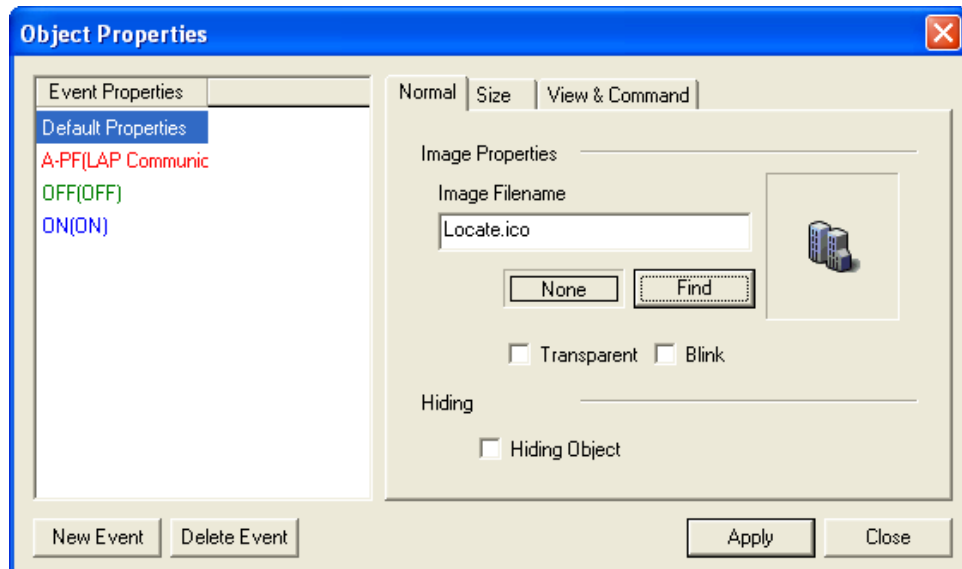 Object Properties
Event Properties
Default Properties
A-PF(LAP Communic
OFF(OFF)
ON(ON)
Normal Size View & Command
Image Properties
Image Filename
Locate.ico
None Find
Transparent Blink
Hiding
Hiding Object
New Event Delete Event Apply Close